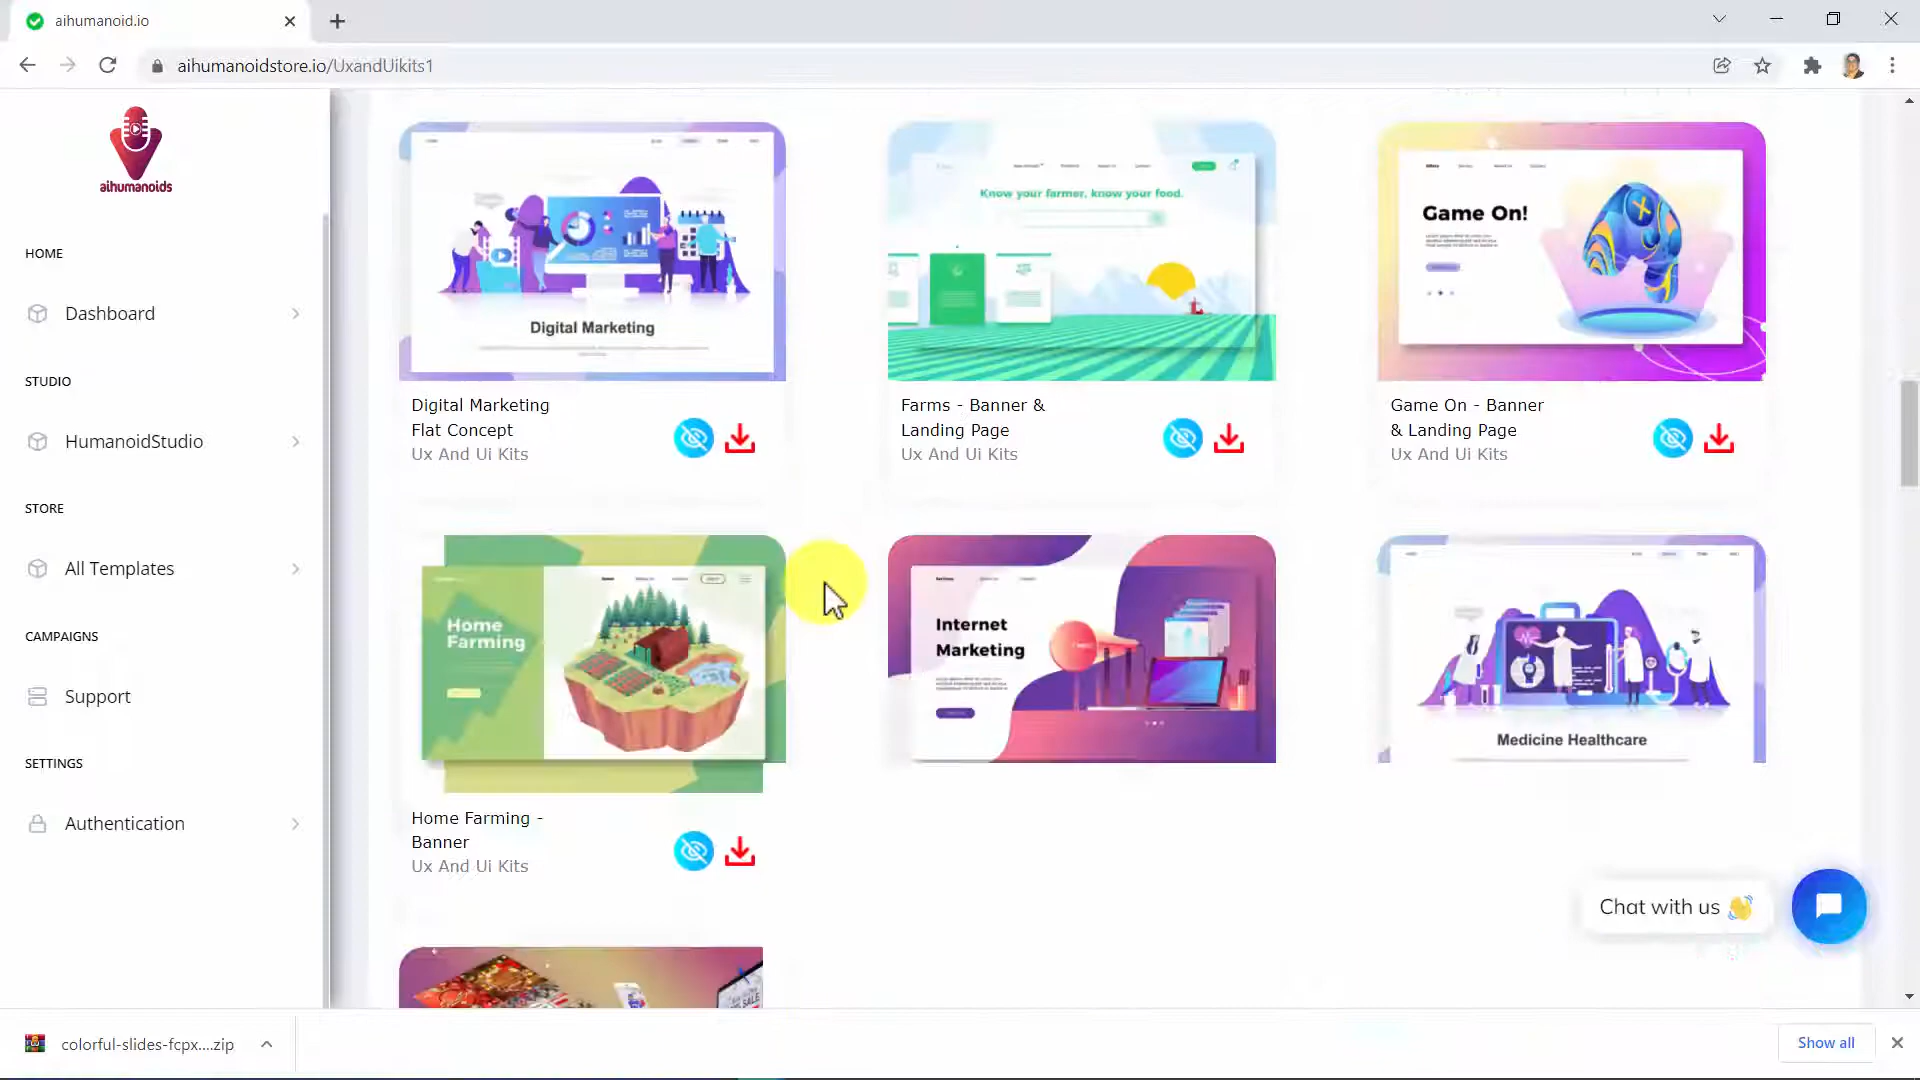 aihumanoid.io
aihumanoidstore.io/UxandUikits1
aihumanoids
HOME
Dashboard
STUDIO
HumanoidStudio
STORE
All Templates
CAMPAIGNS
Support
SETTINGS
Authentication
Digital Marketing
Digital Marketing
Flat Concept
Ux And Ui Kits
Know your farmer, know your food.
Farms - Banner &
Landing Page
Ux And Ui Kits
Game On!
Game On - Banner
& Landing Page
Ux And Ui Kits
Home
Farming
Home Farming -
Banner
Ux And Ui Kits
Internet
Marketing
Medicine Healthcare
SALE
Chat with us
colorful-slides-fcpx....zip
Show all